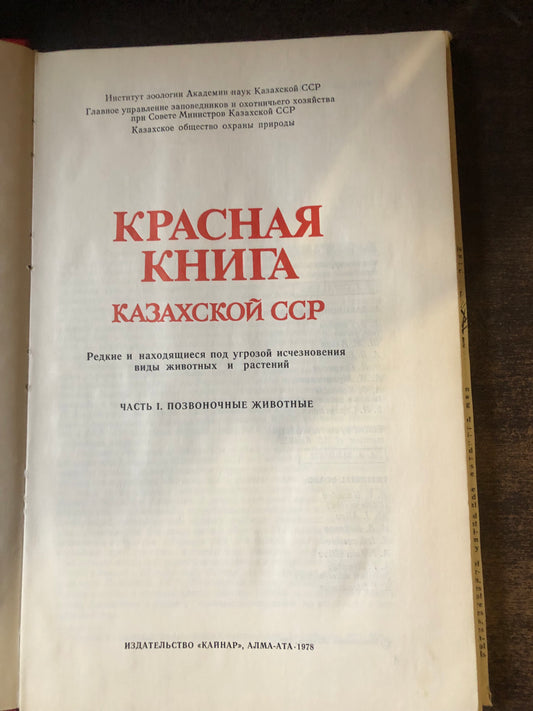 Институт зоологии Академии наук Казахской ССР
Главное управление заповедников и охотничьего хозяйства
при Совете Министров Казахской ССР
Казахское общество охраны природы
КРАСНАЯ
КНИГА
КАЗАХСКОЙ ССР
Редкие и находящиеся под угрозой исчезновения
виды животных и растений
ЧАСТЬ I. ПОЗВОНОЧНЫЕ ЖИВОТНЫЕ
ИЗДАТЕЛЬСТВО «КАЙНАР», АЛМА-АТА-1978